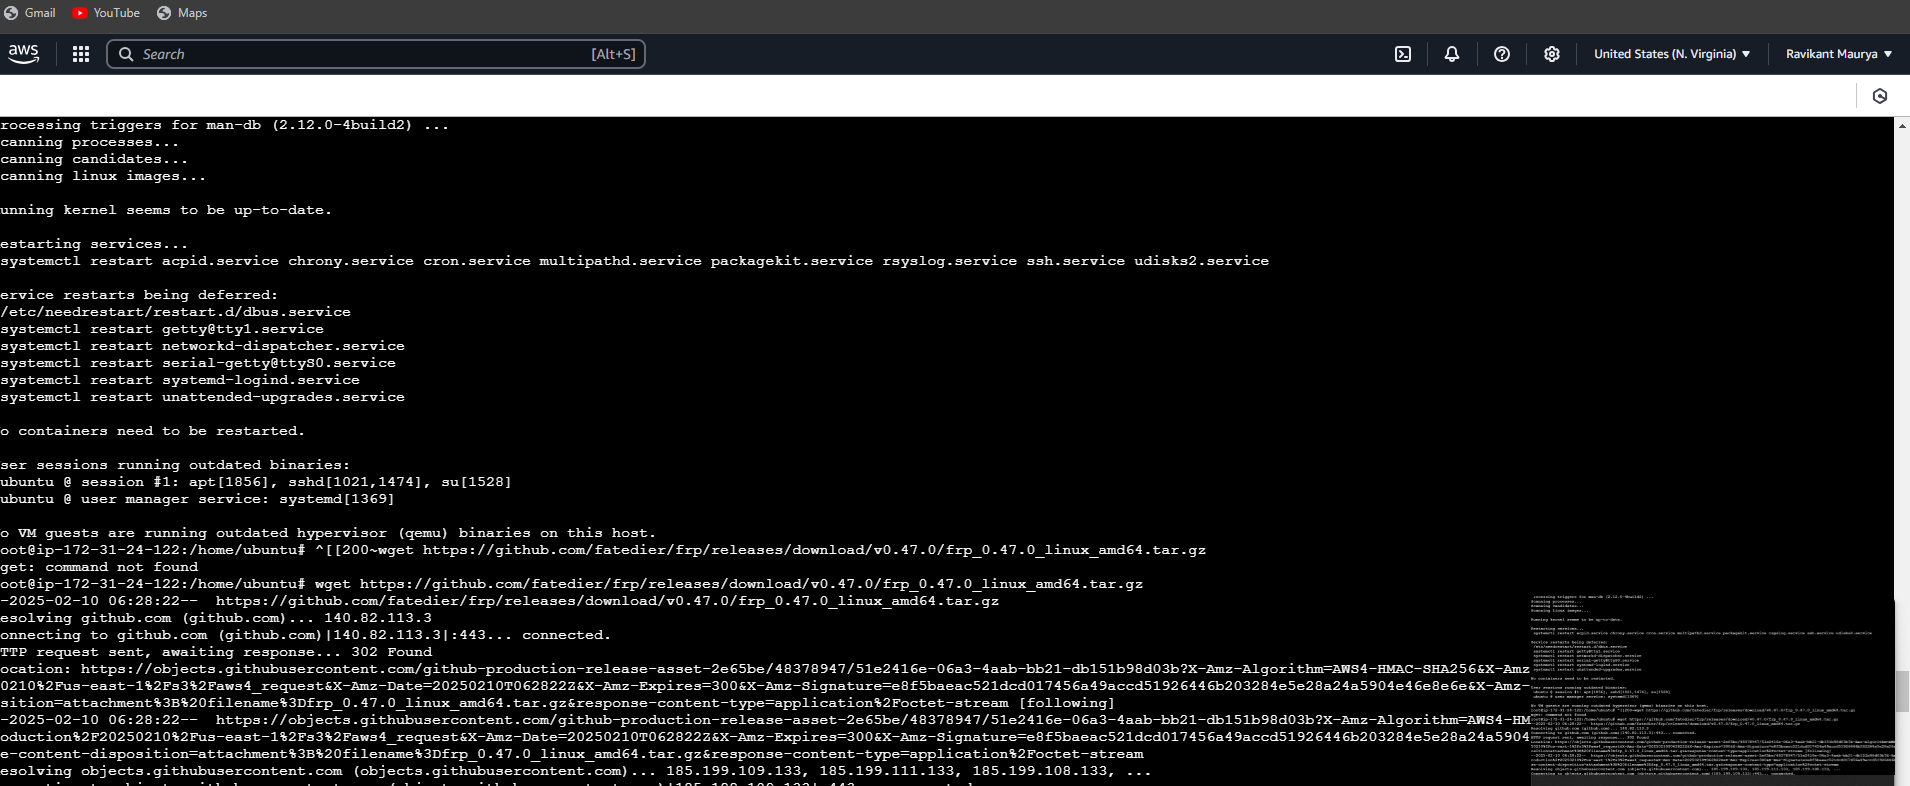 Gmail YouTube Maps
aws Search [Alt+S] United States (N. Virginia) Ravikant Maurya
rocessing triggers for man-db (2.12.0-4build2) ...
canning processes...
canning candidates...
canning linux images...
unning kernel seems to be up-to-date.
estarting services...
systemctl restart acpid.service chrony.service cron.service multipathd.service packagekit.service rsyslog.service ssh.service udisks2.service
ervice restarts being deferred:
/etc/needrestart/restart.d/dbus.service
systemctl restart getty@tty1.service
systemctl restart networkd-dispatcher.service
systemctl restart serial-getty@ttyS0.service
systemctl restart systemd-logind.service
systemctl restart unattended-upgrades.service
o containers need to be restarted.
ser sessions running outdated binaries:
ubuntu @ session #1: apt[1856], sshd[1021,1474], su[1528]
ubuntu @ user manager service: systemd[1369]
o VM guests are running outdated hypervisor (qemu) binaries on this host.
oot@ip-172-31-24-122:/home/ubuntu# ^[[200~wget https://github.com/fatedier/frp/releases/download/v0.47.0/frp_0.47.0_linux_amd64.tar.gz
get: command not found
oot@ip-172-31-24-122:/home/ubuntu# wget https://github.com/fatedier/frp/releases/download/v0.47.0/frp_0.47.0_linux_amd64.tar.gz
-2025-02-10 06:28:22-- https://github.com/fatedier/frp/releases/download/v0.47.0/frp_0.47.0_linux_amd64.tar.gz
esolving github.com (github.com)... 140.82.113.3
onnecting to github.com (github.com)|140.82.113.3|:443... connected.
TTP request sent, awaiting response... 302 Found
ocation: https://objects.githubusercontent.com/github-production-release-asset-2e65be/48378947/51e2416e-06a3-4aab-bb21-db151b98d03b?X-Amz-Algorithm=AWS4-HMAC-SHA256&X-Amz
0210%2Fus-east-1%2Fs3%2Faws4_request&X-Amz-Date=20250210T062822Z&X-Amz-Expires=300&X-Amz-Signature=e8f5beaec521dcd017456a49accd51926446b203284e5e28a24a5904e46e8e6e&X-Amz-
sition=attachment%3B%20filename%3Dfrp_0.47.0_linux_amd64.tar.gz&response-content-type=application%2Foctet-stream [following]
-2025-02-10 06:28:22-- https://objects.githubusercontent.com/github-production-release-asset-2e65be/48378947/51e2416e-06a3-4aab-bb21-db151b98d03b?X-Amz-Algorithm=AWS4-HM
oduction%2F20250210%2Fus-east-1%2Fs3%2Faws4_request&X-Amz-Date=20250210T062822Z&X-Amz-Expires=300&X-Amz-Signature=e8f5beaec521dcd017456a49accd51926446b203284e5e28a24a5904
e-content-disposition=attachment%3B%20filename%3Dfrp_0.47.0_linux_amd64.tar.gz&response-content-type=application%2Foctet-stream
esolving objects.githubusercontent.com (objects.githubusercontent.com)... 185.199.109.133, 185.199.111.133, 185.199.108.133, ...